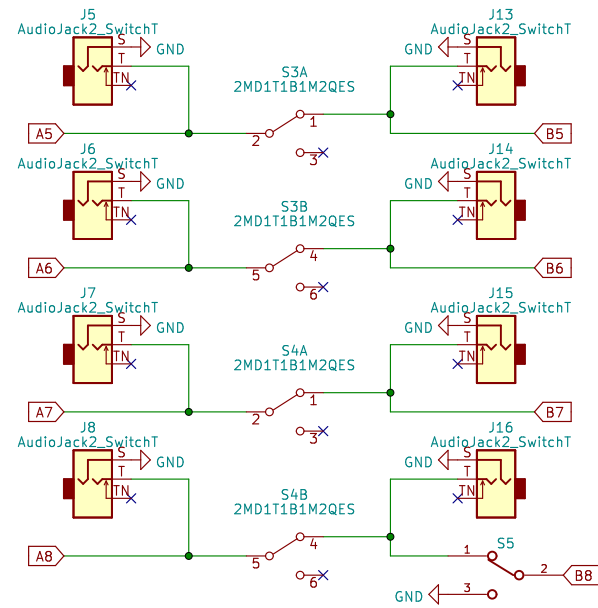 J5
AudioJack2_SwitchT
S
GND
T
TN
A5
S3A
2MD1T1B1M2QES
1
2
3
J13
AudioJack2_SwitchT
GND
S
T
TN
B5
J6
AudioJack2_SwitchT
S
GND
T
TN
A6
S3B
2MD1T1B1M2QES
4
5
6
J14
AudioJack2_SwitchT
GND
S
T
TN
B6
J7
AudioJack2_SwitchT
S
GND
T
TN
A7
S4A
2MD1T1B1M2QES
1
2
3
J15
AudioJack2_SwitchT
GND
S
T
TN
B7
J8
AudioJack2_SwitchT
S
GND
T
TN
A8
S4B
2MD1T1B1M2QES
4
5
6
J16
AudioJack2_SwitchT
GND
S
T
TN
S5
1
2
B8
GND
3